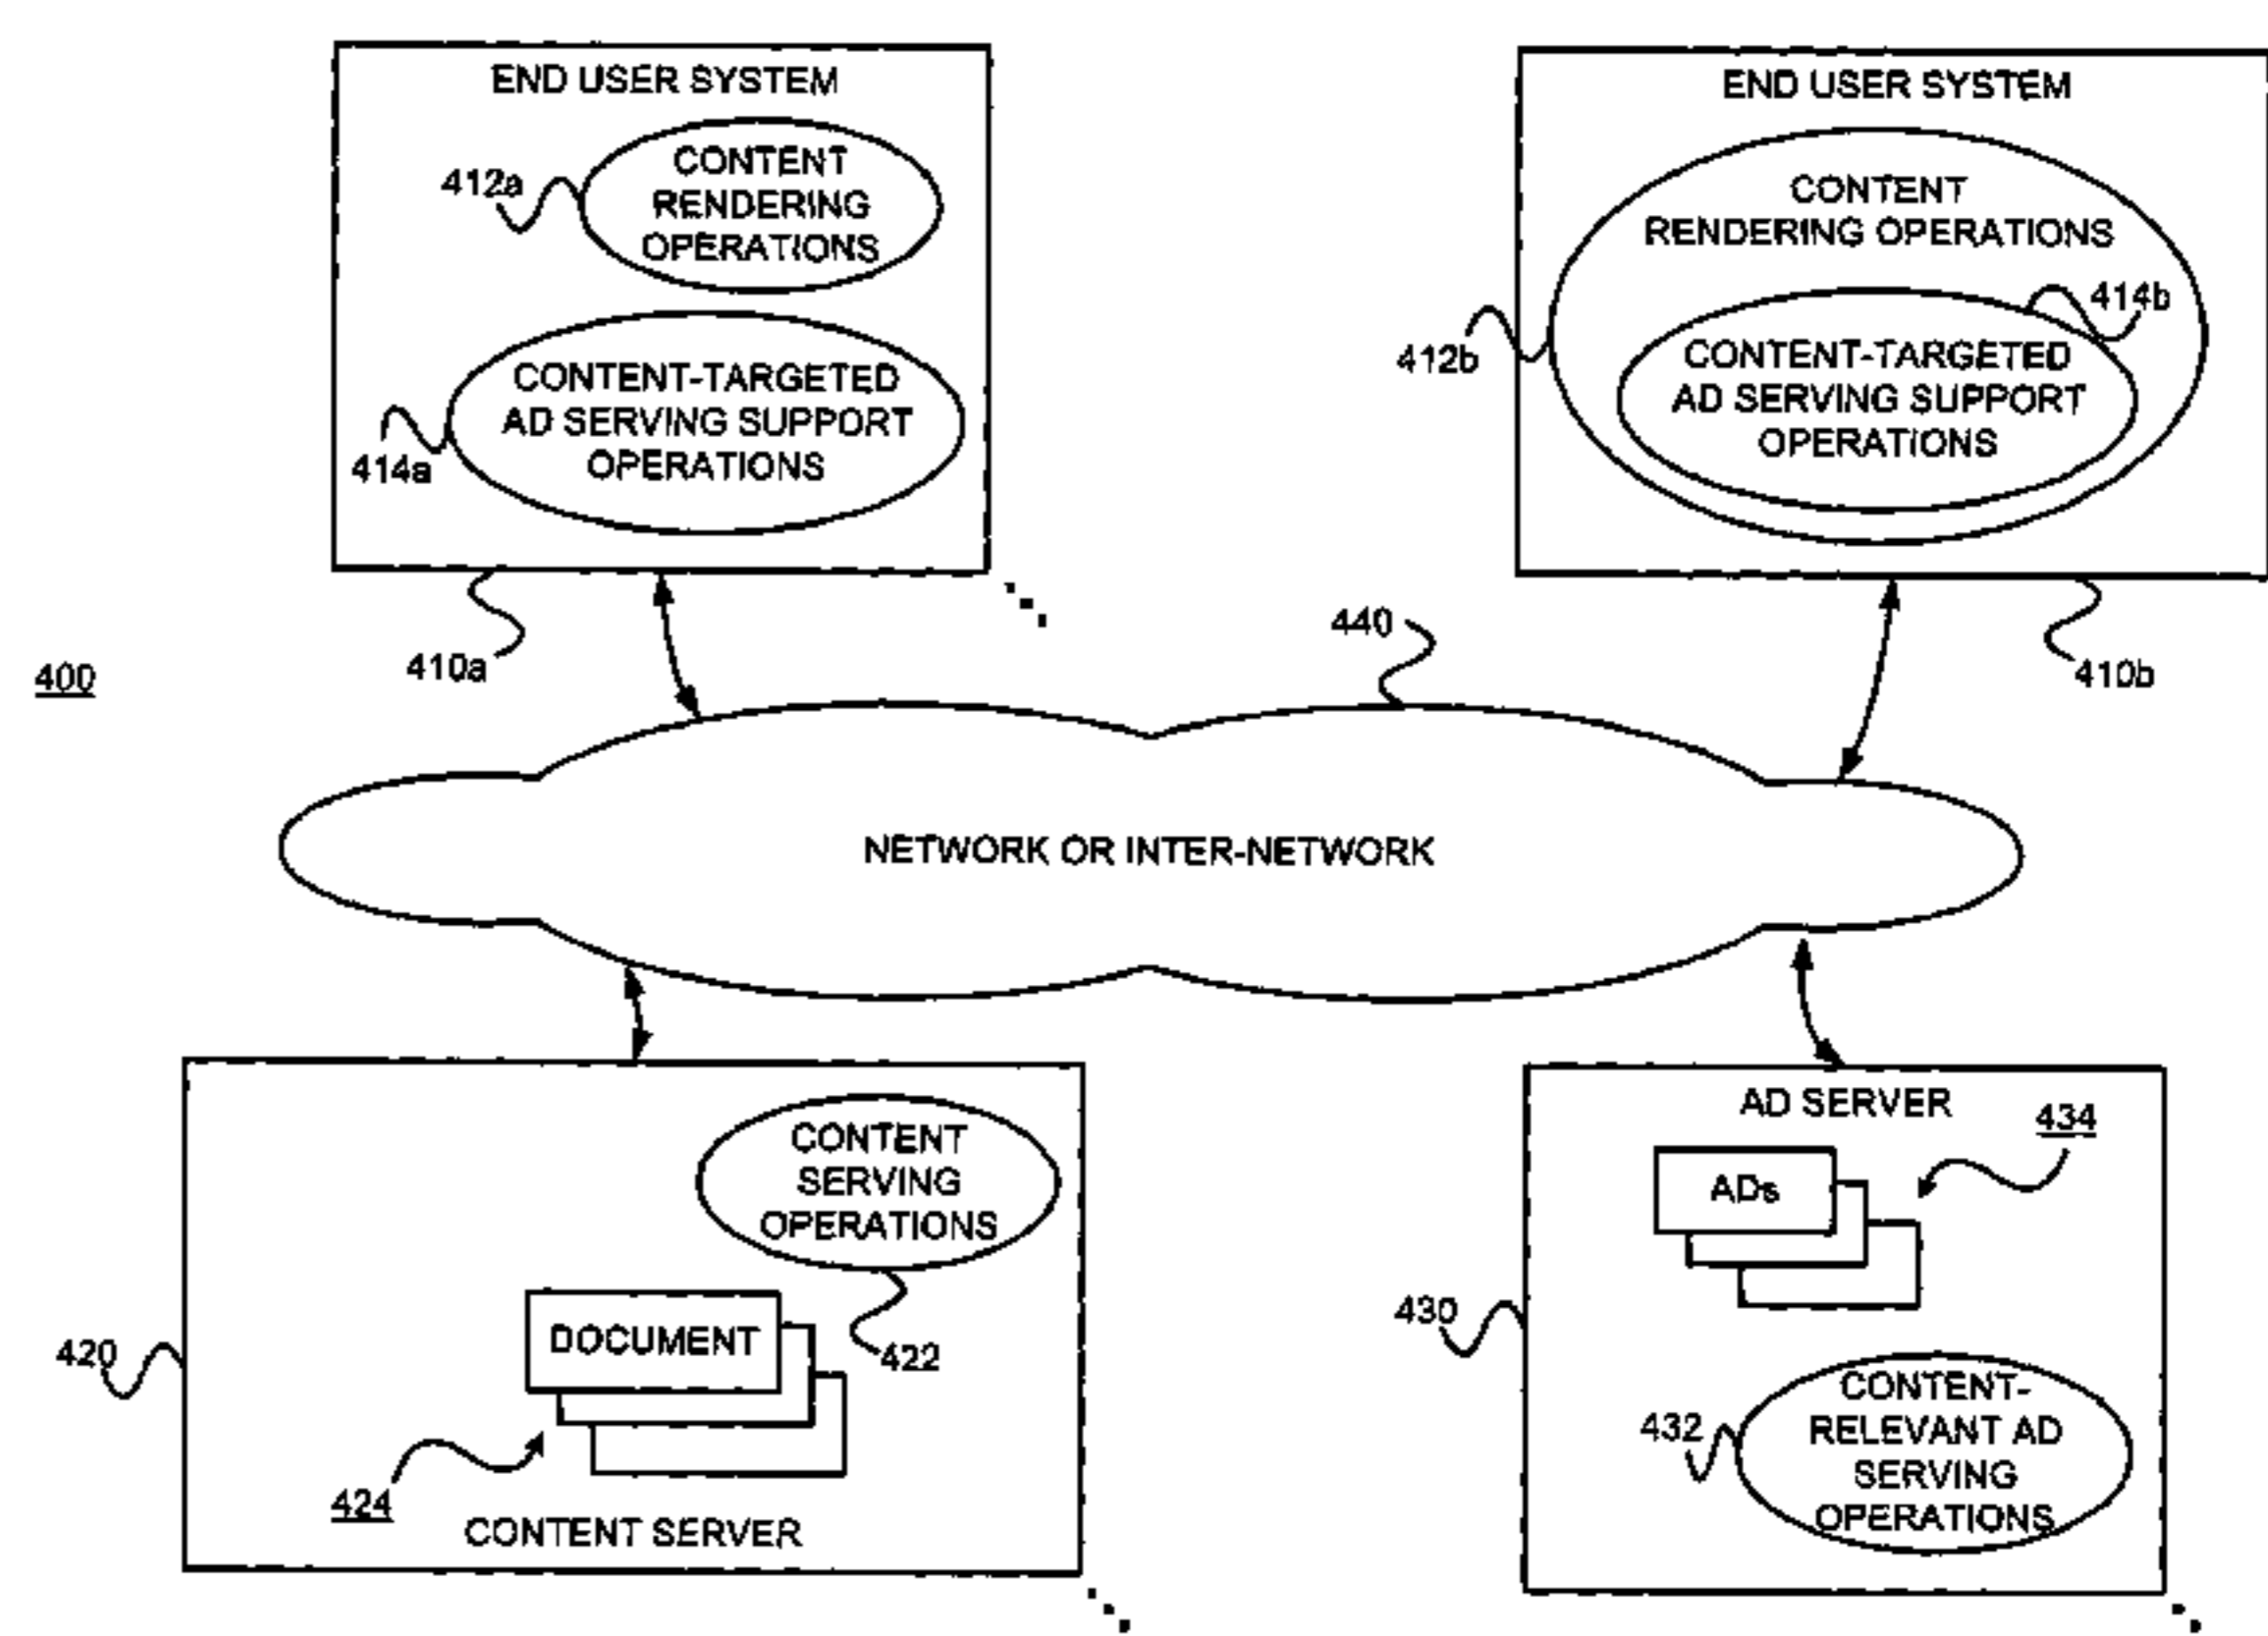 END USER SYSTEM
412a
CONTENT
RENDERING
OPERATIONS
CONTENT-TARGETED
AD SERVING SUPPORT
OPERATIONS
414a
410a
END USER SYSTEM
CONTENT
RENDERING OPERATIONS
414b
412b
CONTENT-TARGETED
AD SERVING SUPPORT
OPERATIONS
410b
440
400
NETWORK OR INTER-NETWORK
CONTENT
SERVING
OPERATIONS
422
420
DOCUMENT
424
CONTENT SERVER
AD SERVER
434
ADs
430
432
CONTENT-
RELEVANT AD
SERVING
OPERATIONS